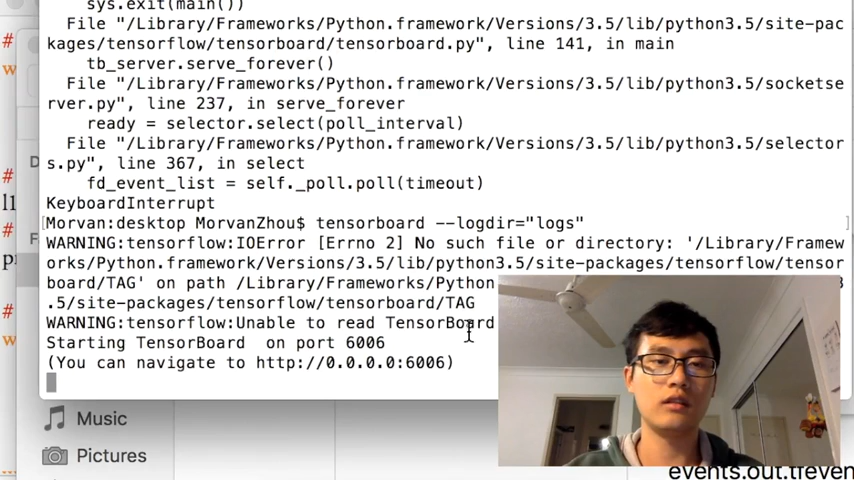 sys.exit(main())
File "/Library/Frameworks/Python.framework/Versions/3.5/lib/python3.5/site-pac
kages/tensorflow/tensorboard/tensorboard.py", line 141, in main
tb_server.serve_forever()
File "/Library/Frameworks/Python.framework/Versions/3.5/lib/python3.5/socketse
rver.py", line 237, in serve_forever
ready = selector.select(poll_interval)
File "/Library/Frameworks/Python.framework/Versions/3.5/lib/python3.5/selector
s.py", line 367, in select
fd_event_list = self._poll.poll(timeout)
KeyboardInterrupt
[Morvan:desktop MorvanZhou$ tensorboard --logdir="logs" ]
WARNING:tensorflow:IOError [Errno 2] No such file or directory: '/Library/Framew
orks/Python.framework/Versions/3.5/lib/python3.5/site-packages/tensorflow/tensor
board/TAG' on path /Library/Frameworks/Python
.5/site-packages/tensorflow/tensorboard/TAG
WARNING:tensorflow:Unable to read TensorBoard
Starting TensorBoard  on port 6006
(You can navigate to http://0.0.0.0:6006)
Music
Pictures
events.out.tfeven